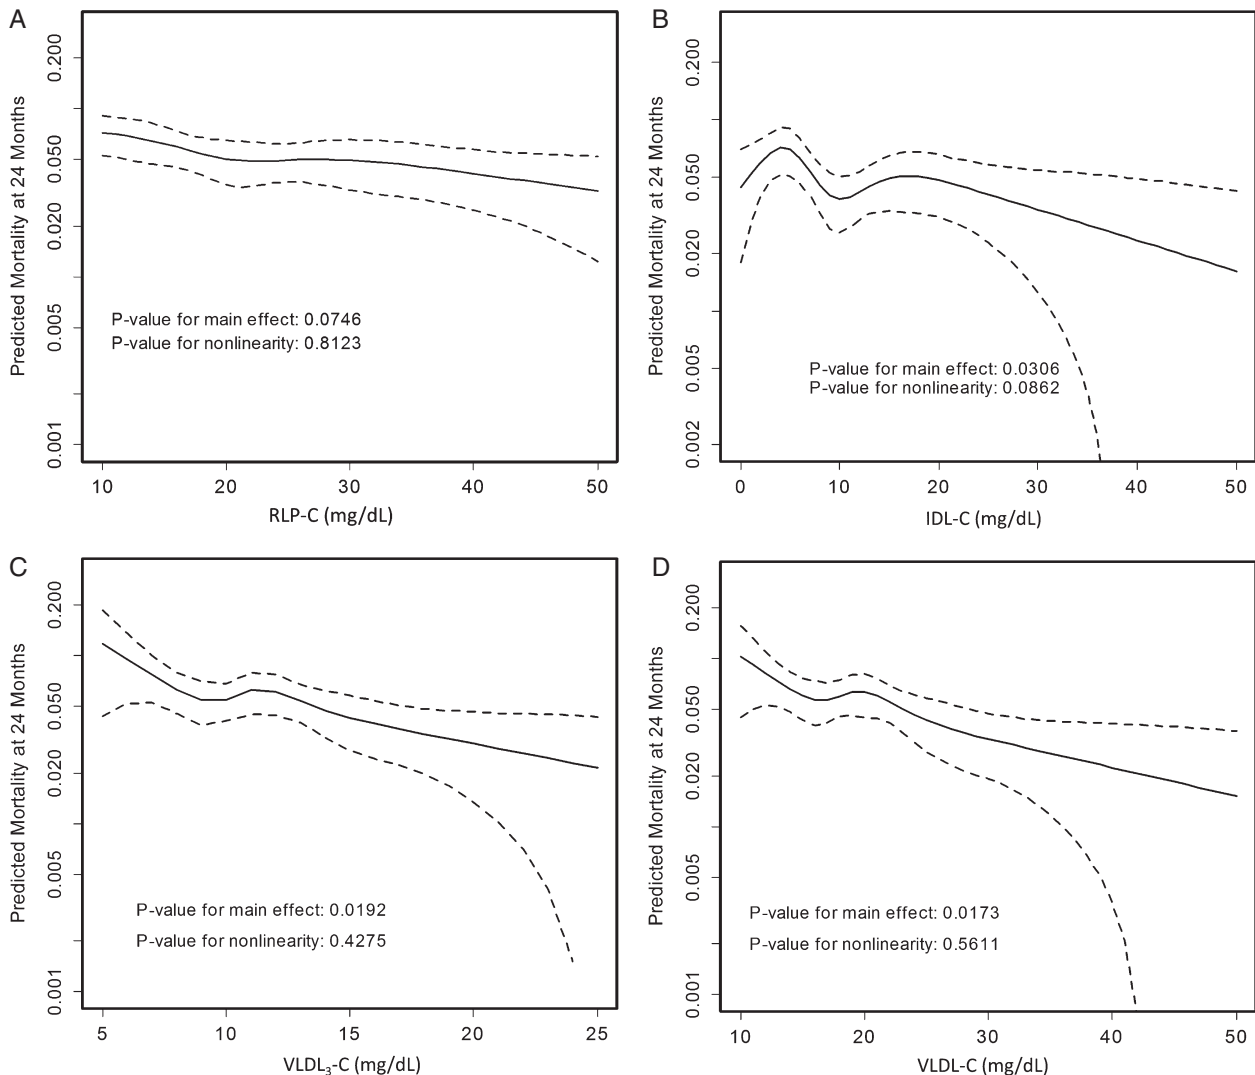 A
Predicted Mortality at 24 Months
0.200
0.050
0.020
0.005
0.001
P-value for main effect: 0.0746
P-value for nonlinearity: 0.8123
10 20 30 40 50
RLP-C (mg/dL)
B
Predicted Mortality at 24 Months
0.200
0.050
0.020
0.005
0.002
P-value for main effect: 0.0306
P-value for nonlinearity: 0.0862
0 10 20 30 40 50
IDL-C (mg/dL)
C
Predicted Mortality at 24 Months
0.200
0.050
0.020
0.005
0.001
P-value for main effect: 0.0192
P-value for nonlinearity: 0.4275
5 10 15 20 25
VLDL₃-C (mg/dL)
D
Predicted Mortality at 24 Months
0.200
0.050
0.020
0.005
0.001
P-value for main effect: 0.0173
P-value for nonlinearity: 0.5611
10 20 30 40 50
VLDL-C (mg/dL)